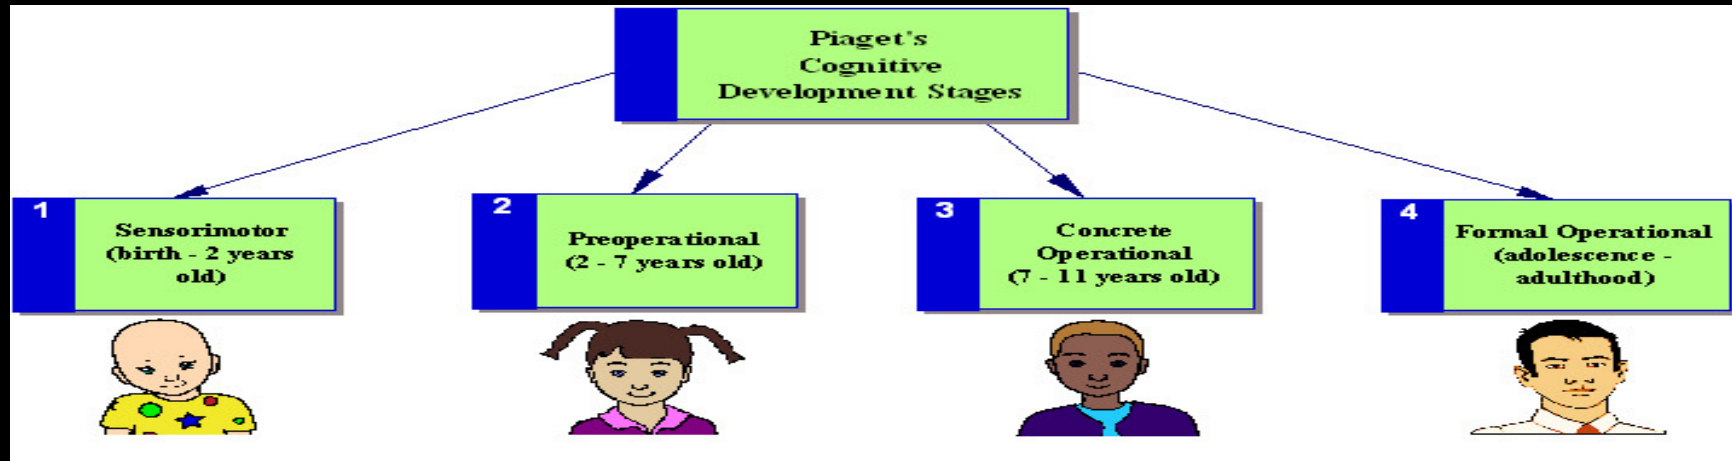 Piaget's
Cognitive
Development Stages
1
Sensorimotor
(birth - 2 years
old)
2
Preoperational
(2 - 7 years old)
3
Concrete
Operational
(7 - 11 years old)
4
Formal Operational
(adolescence -
adulthood)